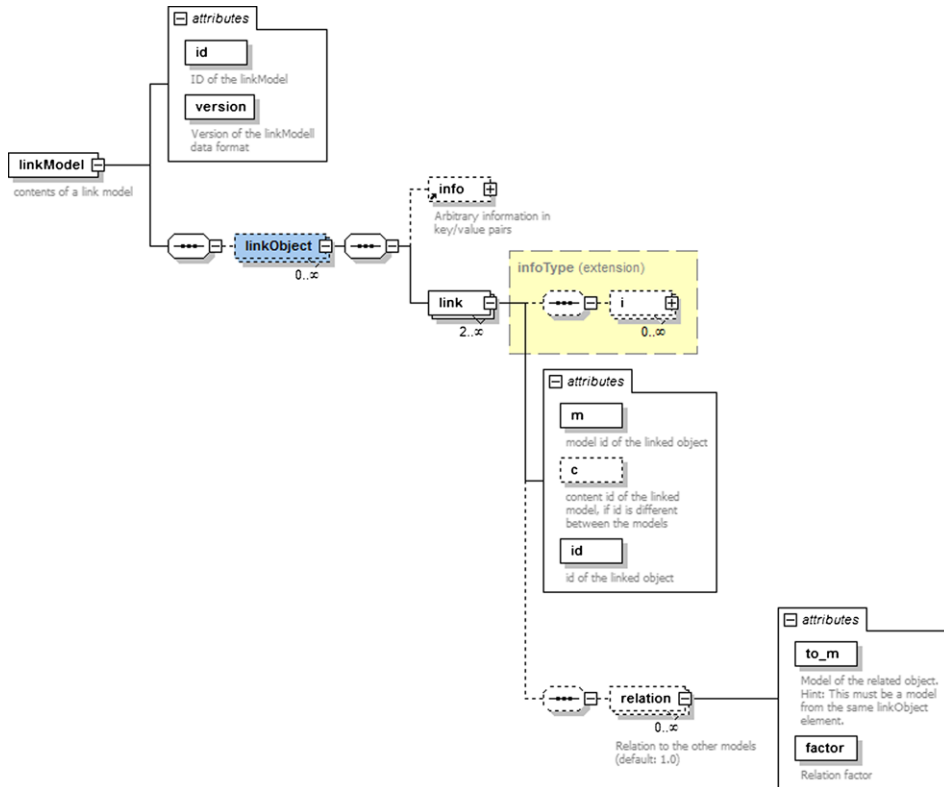 attributes
id
ID of the linkModel
version
Version of the linkModell
data format
linkModel
contents of a link model
linkObject
0..∞
info
Arbitrary information in
key/value pairs
infoType (extension)
link
2..∞
i
0..∞
attributes
m
model id of the linked object
c
content id of the linked
model, if id is different
between the models
id
id of the linked object
relation
0..∞
Relation to the other models
(default: 1.0)
attributes
to_m
Model of the related object.
Hint: This must be a model
from the same linkObject
element.
factor
Relation factor